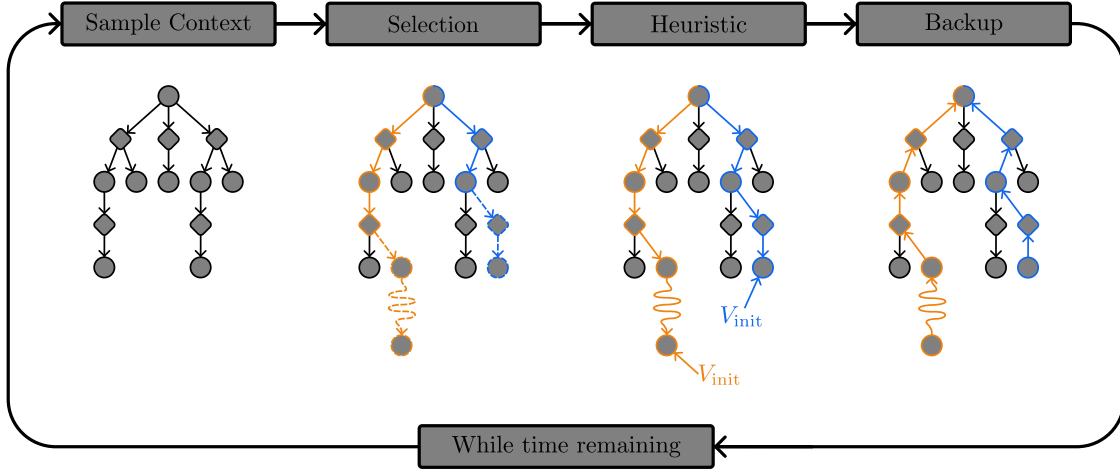 Sample Context
Selection
Heuristic
Backup
V_init
V_init
While time remaining